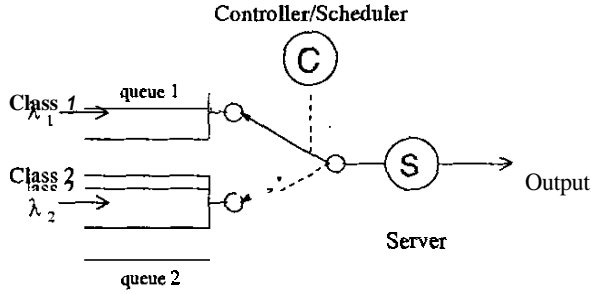 Controller/Scheduler
C
queue 1
Class 1
λ 1
Class 2
λ 2
S
Output
Server
queue 2